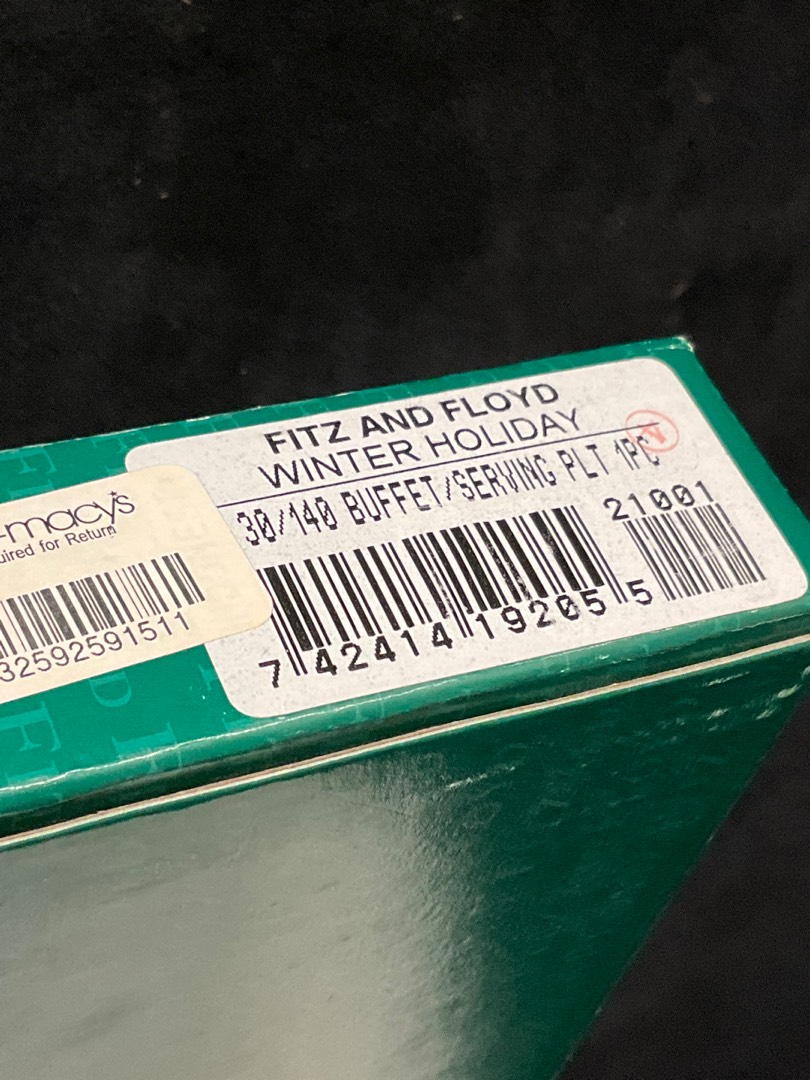 FITZ AND FLOYD
WINTER HOLIDAY
30/140 BUFFET/SERVING PLT 1PC
21001
7 42414 19205 5
-macy's
uired for Return
32592591511